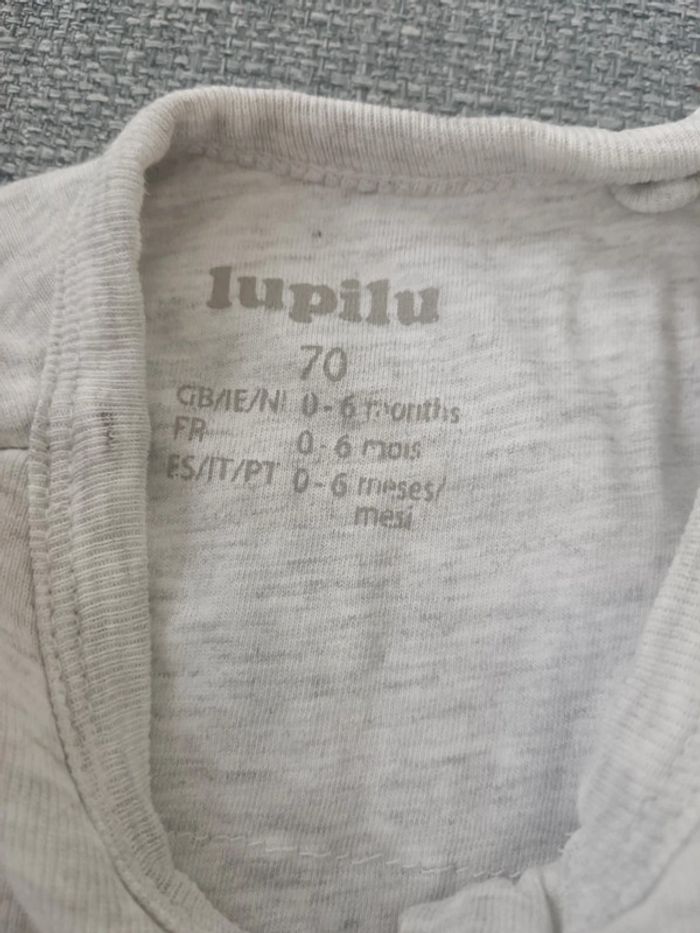 lupilu
70
GB/IE/NI 0-6 months
FR 0-6 mois
ES/IT/PT 0-6 meses/
mesi